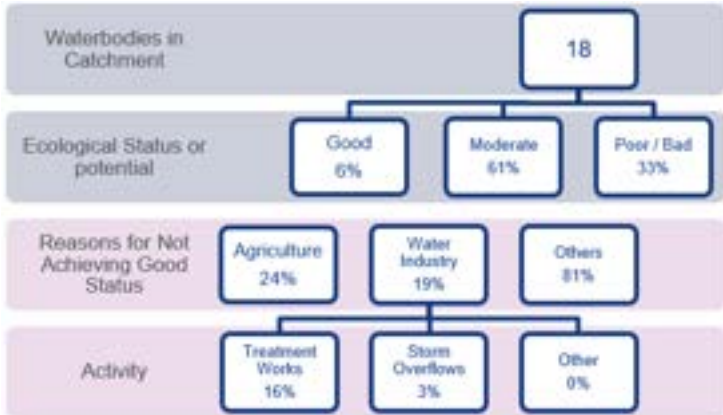 Waterbodies in
Catchment
18
Ecological Status or
potential
Good
6%
Moderate
61%
Poor / Bad
33%
Reasons for Not
Achieving Good
Status
Agriculture
24%
Water
Industry
19%
Others
81%
Activity
Treatment
Works
16%
Storm
Overflows
3%
Other
0%